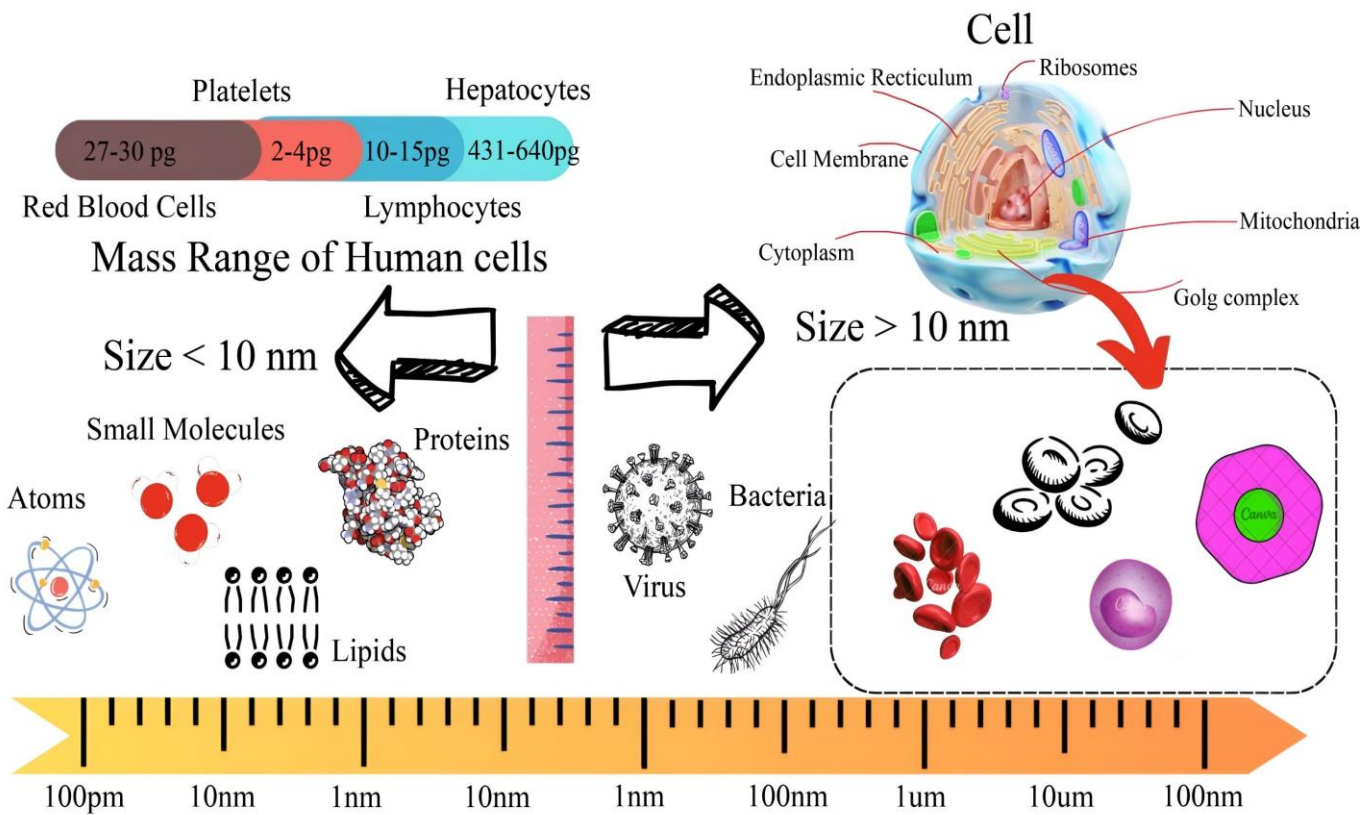 Cell
Endoplasmic Recticulum
Ribosomes
Nucleus
Cell Membrane
Mitochondria
Cytoplasm
Golg complex
Platelets
Hepatocytes
27-30 pg
2-4pg
10-15pg
431-640pg
Red Blood Cells
Lymphocytes
Mass Range of Human cells
Size < 10 nm
Size > 10 nm
Small Molecules
Proteins
Atoms
Lipids
Virus
Bacteria
Canva
100pm 10nm 1nm 10nm 1nm 100nm 1um 10um 100nm